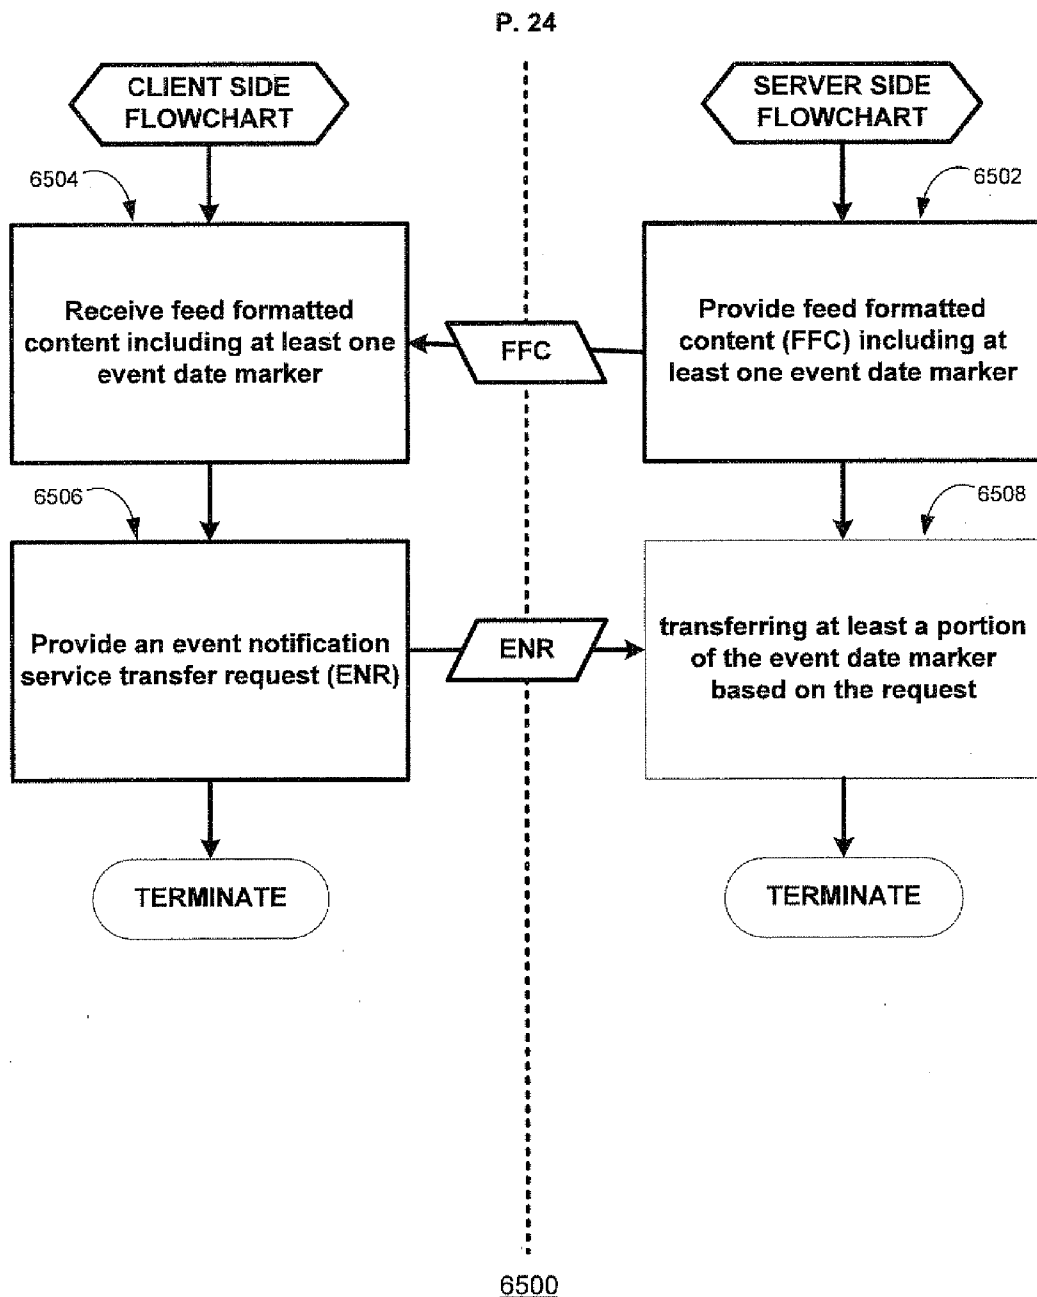 P. 24
CLIENT SIDE
FLOWCHART
SERVER SIDE
FLOWCHART
6504
6502
Receive feed formatted
content including at least one
event date marker
FFC
Provide feed formatted
content (FFC) including at
least one event date marker
6506
6508
Provide an event notification
service transfer request (ENR)
ENR
transferring at least a portion
of the event date marker
based on the request
TERMINATE
TERMINATE
6500